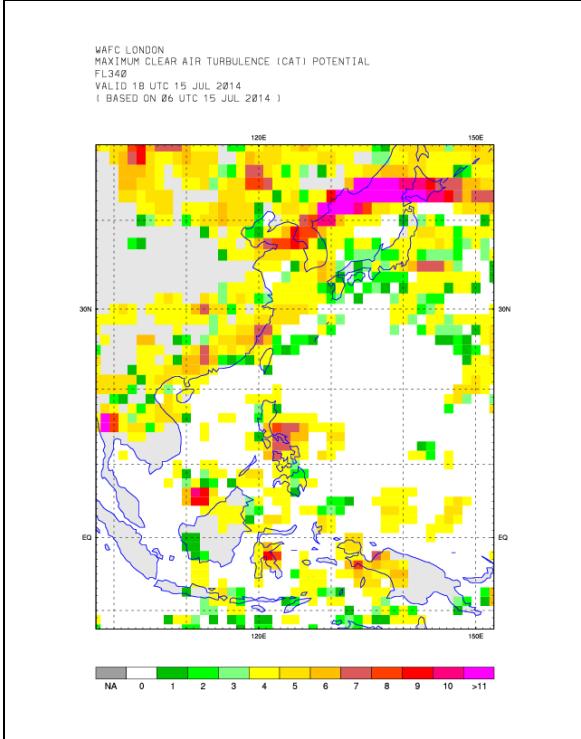 WAFC LONDON
MAXIMUM CLEAR AIR TURBULENCE (CAT) POTENTIAL
FL340
VALID 18 UTC 15 JUL 2014
( BASED ON 06 UTC 15 JUL 2014 )
120E 150E
30N 30N
EQ EQ
120E 150E
NA 0 1 2 3 4 5 6 7 8 9 10 >11